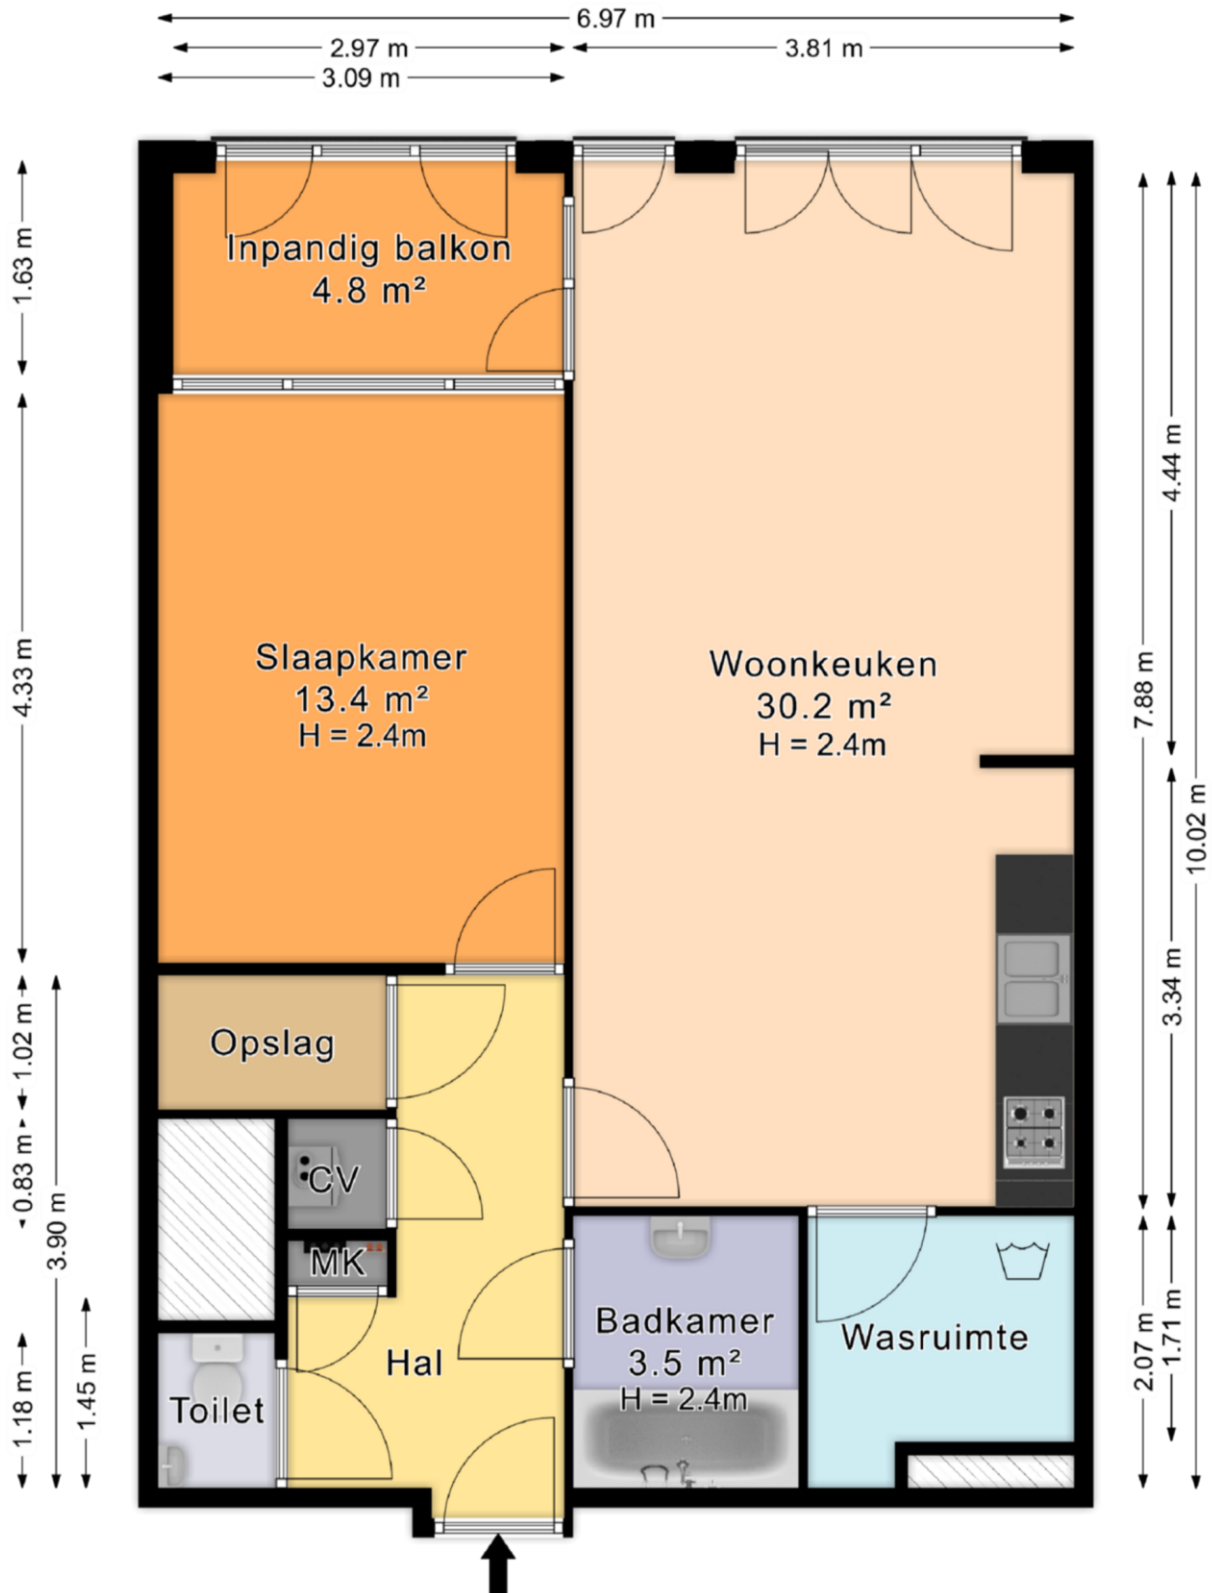 6.97 m
2.97 m
3.81 m
3.09 m
Inpandig balkon
4.8 m²
1.63 m
4.44 m
Slaapkamer
13.4 m²
H = 2.4m
4.33 m
Woonkeuken
30.2 m²
H = 2.4m
7.88 m
10.02 m
3.34 m
Opslag
1.02 m
CV
0.83 m
3.90 m
MK
Hal
Badkamer
3.5 m²
H = 2.4m
Wasruimte
2.07 m
1.71 m
Toilet
1.18 m
1.45 m